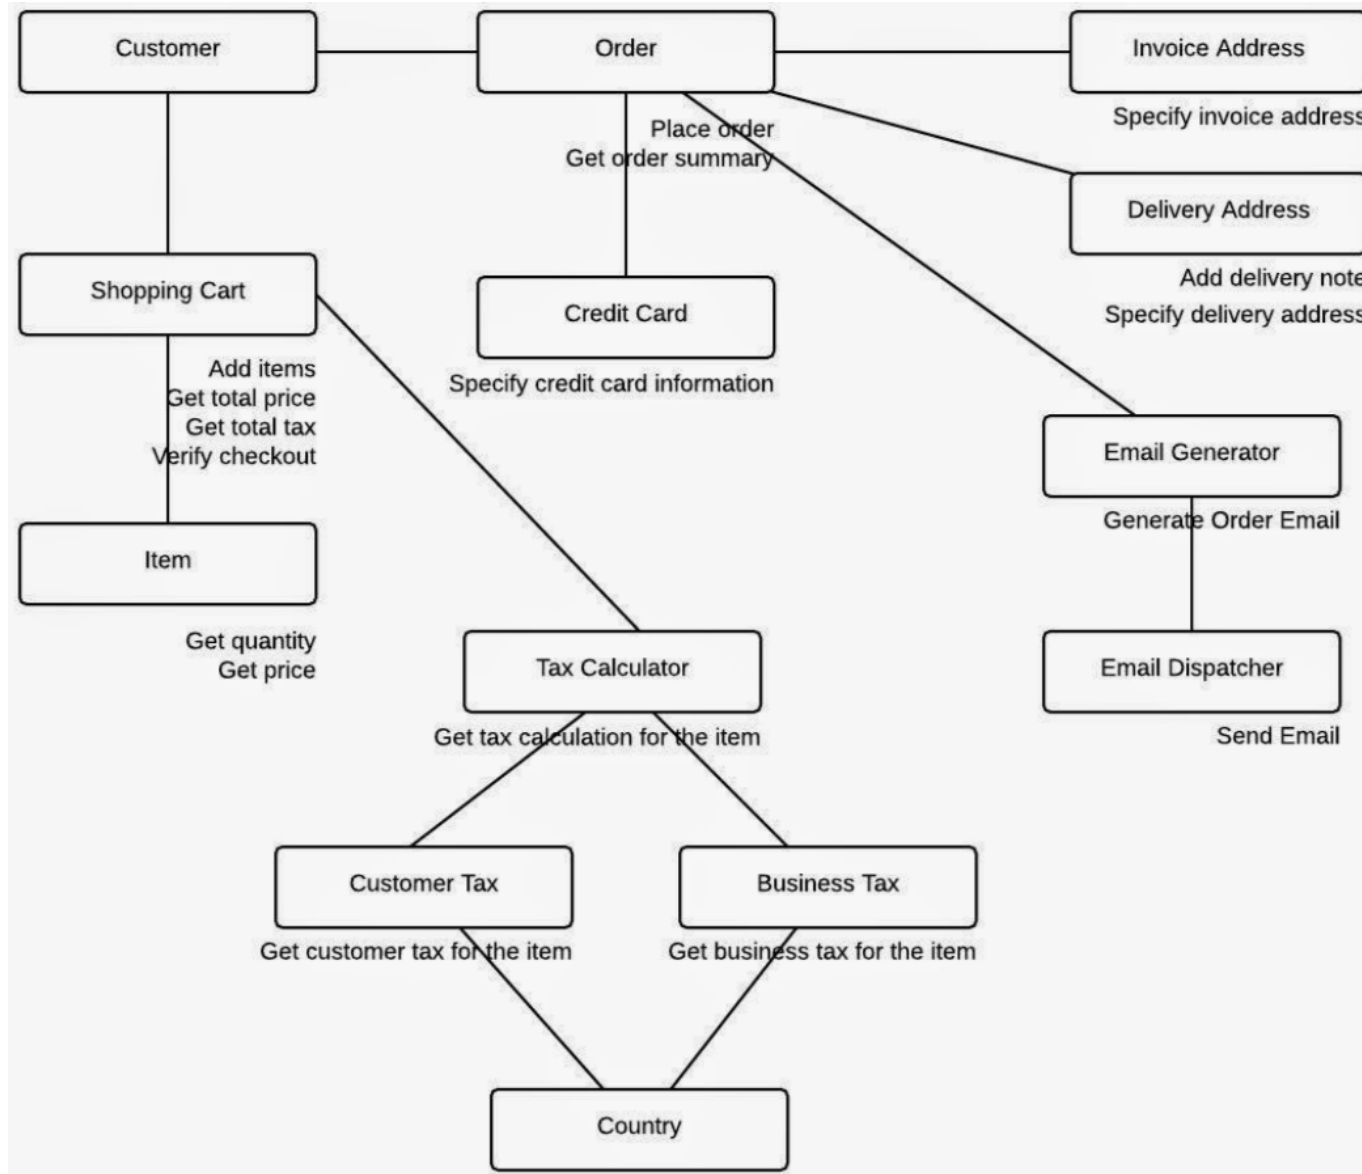 Customer
Order
Invoice Address
Specify invoice address
Place order
Get order summary
Delivery Address
Add delivery note
Specify delivery address
Shopping Cart
Add items
Get total price
Get total tax
Verify checkout
Credit Card
Specify credit card information
Email Generator
Generate Order Email
Item
Get quantity
Get price
Tax Calculator
Get tax calculation for the item
Email Dispatcher
Send Email
Customer Tax
Get customer tax for the item
Business Tax
Get business tax for the item
Country